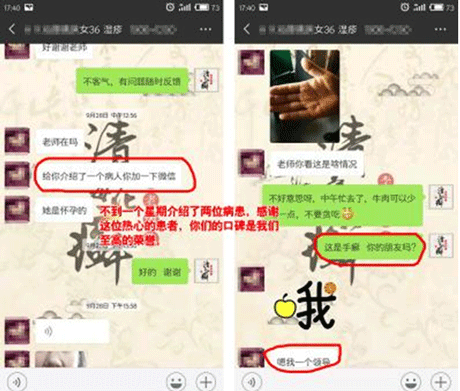 17:40
73
女36 湿疹
好谢谢老师
不客气，有问题随时反馈
9月28日 中午12:56
老师在吗
给你介绍了一个病人你加一下微信
她是怀孕的
不到一个星期介绍了两位病患，感谢
这位热心的患者，你们的口碑是我们
至高的荣誉！
好的 谢谢
9月28日 下午15:58
17:40
73
女36 湿疹
老师你看这是啥情况
不好意思呀，中午忙去了，牛肉可以少
一点，不要贪吃
这是手癣 你的朋友吗？
我
嗯我一个领导